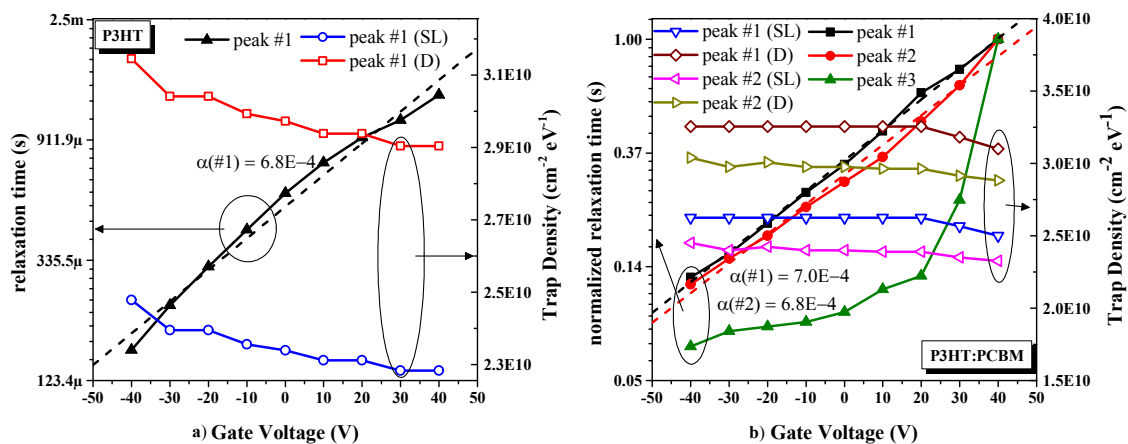 P3HT
peak #1
peak #1 (SL)
peak #1 (D)
α(#1) = 6.8E−4
relaxation time (s)
2.5m
911.9µ
335.5µ
123.4µ
Trap Density (cm⁻² eV⁻¹)
3.1E10
2.9E10
2.7E10
2.5E10
2.3E10
-50 -40 -30 -20 -10 0 10 20 30 40 50
a) Gate Voltage (V)
peak #1 (SL)
peak #1 (D)
peak #2 (SL)
peak #2 (D)
peak #1
peak #2
peak #3
α(#1) = 7.0E−4
α(#2) = 6.8E−4
P3HT:PCBM
normalized relaxation time (s)
1.00
0.37
0.14
0.05
Trap Density (cm⁻² eV⁻¹)
4.0E10
3.5E10
3.0E10
2.5E10
2.0E10
1.5E10
-50 -40 -30 -20 -10 0 10 20 30 40 50
b) Gate Voltage (V)